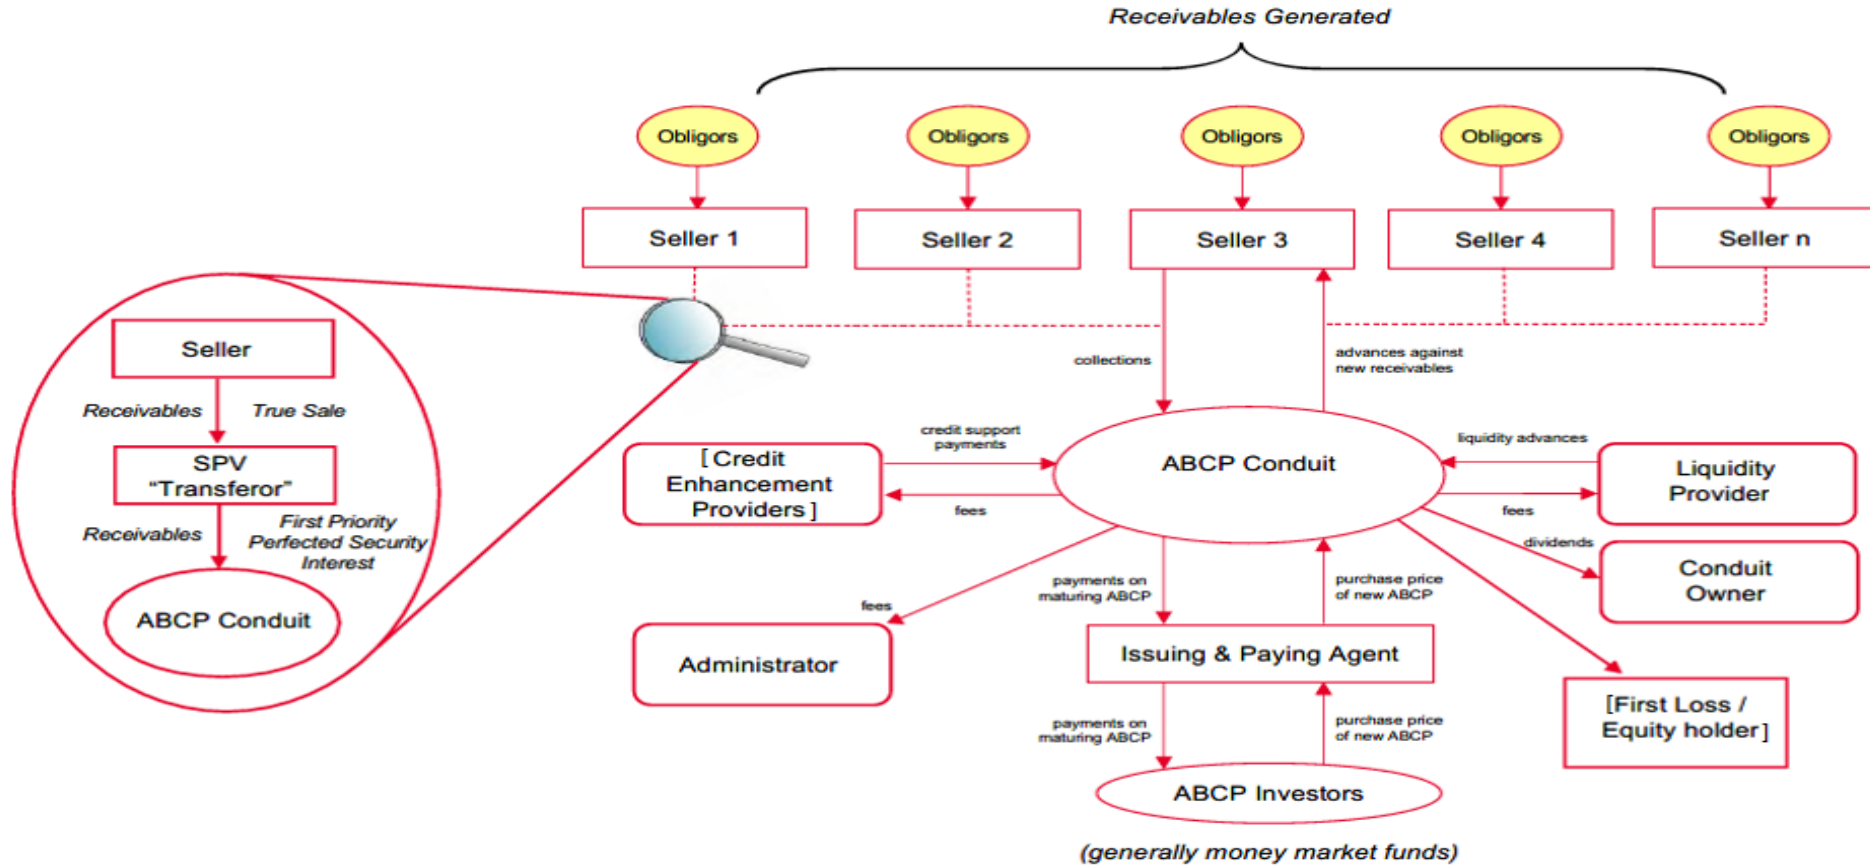 Receivables Generated
Obligors
Obligors
Obligors
Obligors
Obligors
Seller 1
Seller 2
Seller 3
Seller 4
Seller n
collections
advances against
new receivables
Seller
Receivables
True Sale
SPV
“Transferor”
Receivables
First Priority
Perfected Security
Interest
ABCP Conduit
[ Credit
Enhancement
Providers ]
credit support
payments
fees
ABCP Conduit
liquidity advances
fees
Liquidity
Provider
dividends
Conduit
Owner
fees
Administrator
payments on
maturing ABCP
purchase price
of new ABCP
Issuing & Paying Agent
[First Loss /
Equity holder ]
payments on
maturing ABCP
purchase price
of new ABCP
ABCP Investors
(generally money market funds)